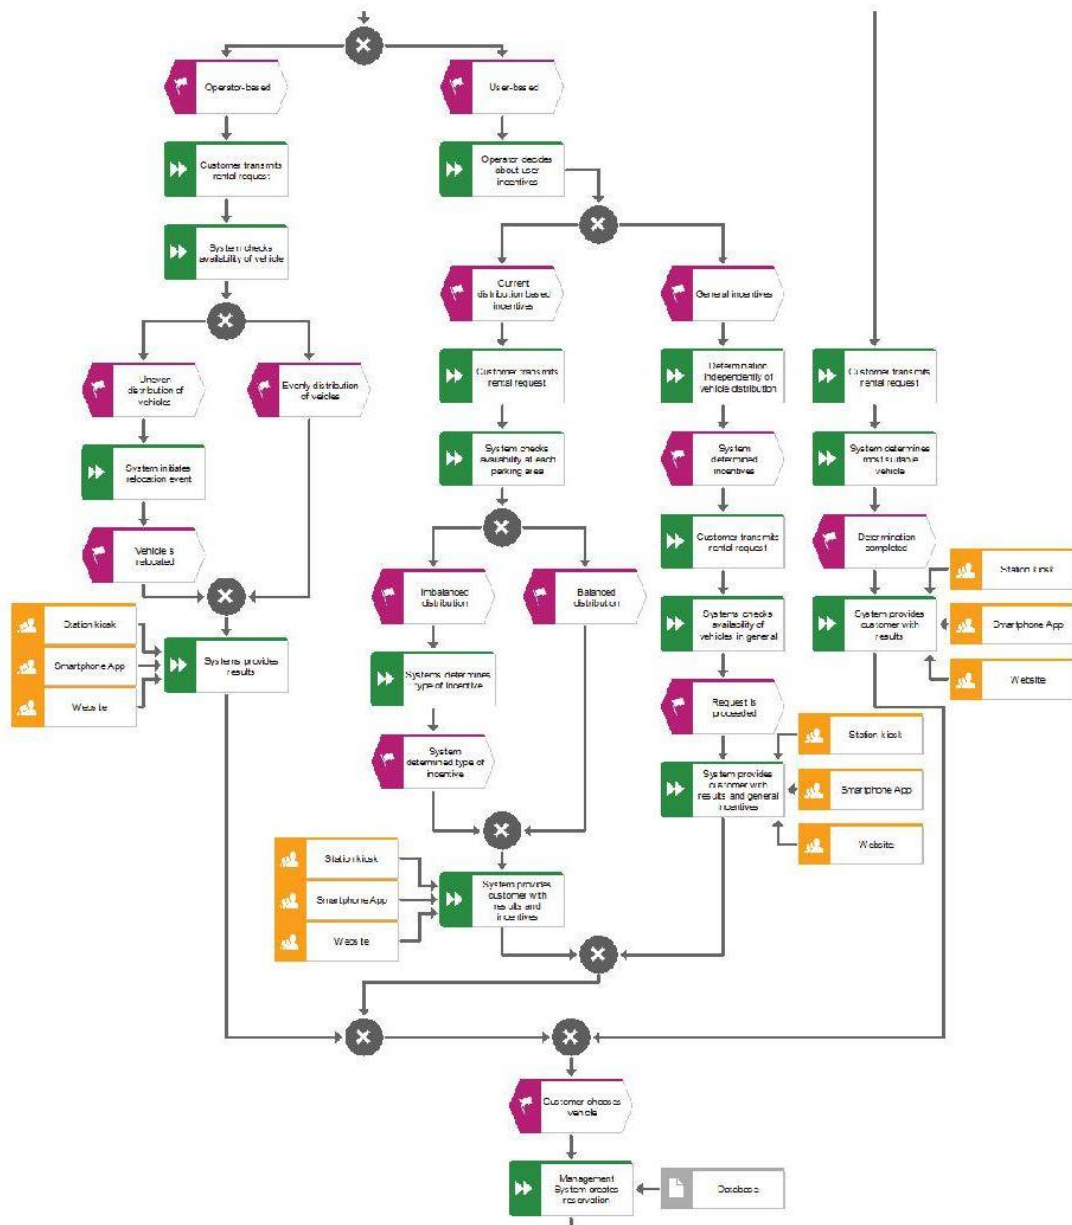 Operator-based
User-based
Customer transmits
rental request
Operator decides
about user
incentives
System checks
availability of vehicle
Current
distribution based
incentives
General incentives
Uneven
distribution of
vehicles
Evenly distribution
of veicles
Customer transmits
rental request
Determination
independently of
vehicle distribution
Customer transmits
rental request
System initiates
relocation event
System checks
availability at each
parking area
System
determined
incentives
System determines
most suitable
vehicle
Vehicle is
relocated
Customer transmits
rental request
Determination
completed
Imbalanced
distribution
Balanced
distribution
Station kiosk
Smartphone App
Website
Systems provides
results
Systems checks
availability of
vehicles in general
System provides
customer with
results
Station kiosk
Smartphone App
Website
Systems determines
type of incentive
Request is
proceeded
System
determined type of
incentive
System provides
customer with
results and general
incentives
Station kiosk
Smartphone App
Website
Station kiosk
Smartphone App
Website
System provides
customer with
results and
incentives
Customer chooses
vehicle
Management
System creates
reservation
Database